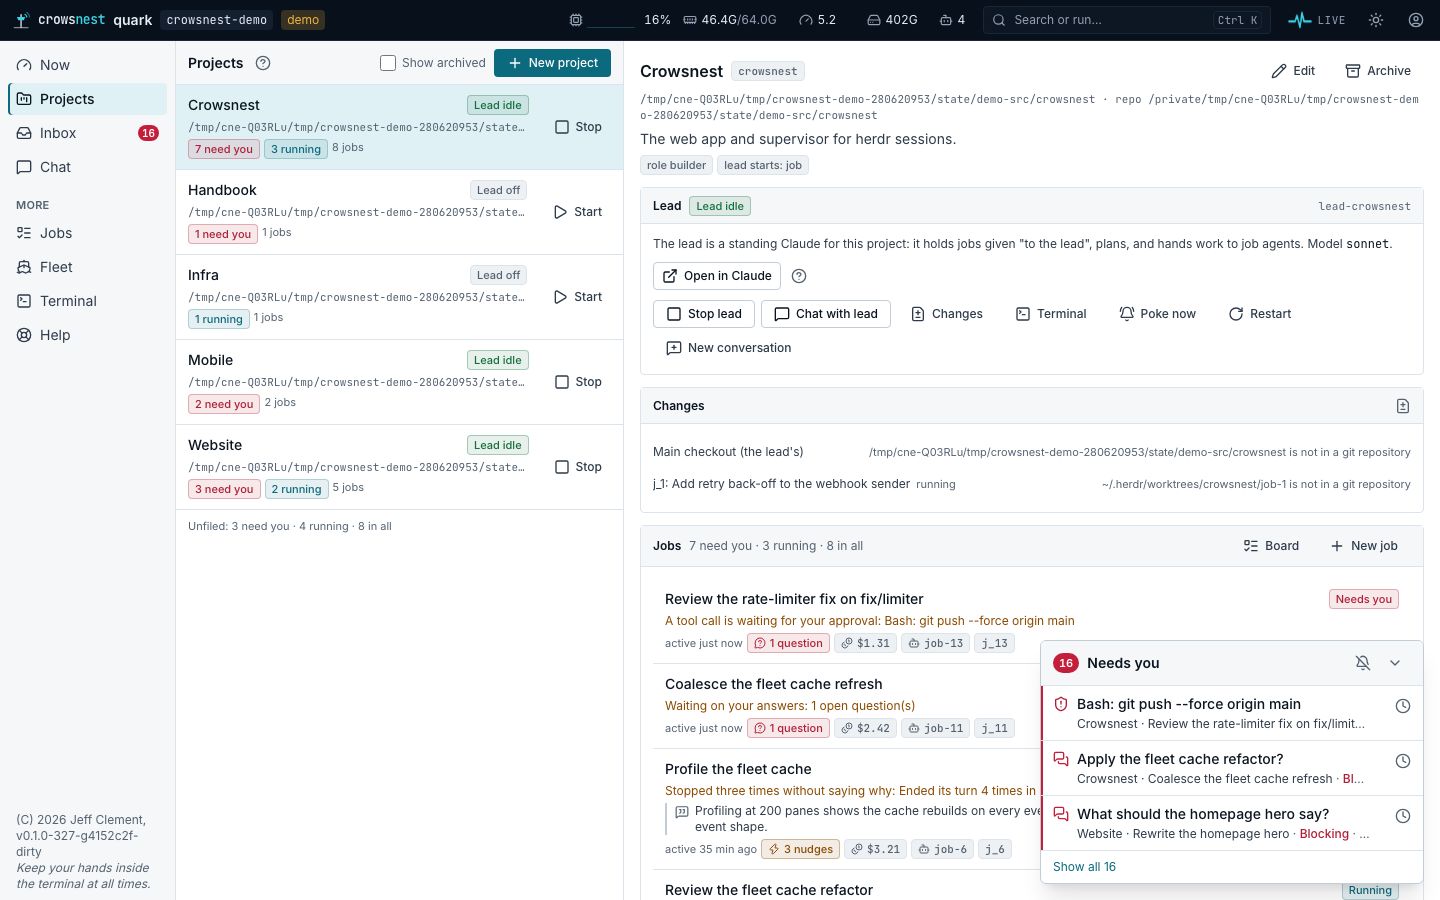 crowsnest quark crowsnest-demo demo 16% 46.4G/64.0G 5.2 402G 4 Search or run... Ctrl K LIVE
Now
Projects
Inbox 16
Chat
MORE
Jobs
Fleet
Terminal
Help
(C) 2026 Jeff Clement,
v0.1.0-327-g4152c2f-
dirty
Keep your hands inside
the terminal at all times.
Projects Show archived New project
Crowsnest Lead idle
/tmp/cne-Q03RLu/tmp/crowsnest-demo-280620953/state… Stop
7 need you 3 running 8 jobs
Handbook Lead off
/tmp/cne-Q03RLu/tmp/crowsnest-demo-280620953/state… Start
1 need you 1 jobs
Infra Lead off
/tmp/cne-Q03RLu/tmp/crowsnest-demo-280620953/state… Start
1 running 1 jobs
Mobile Lead idle
/tmp/cne-Q03RLu/tmp/crowsnest-demo-280620953/state… Stop
2 need you 2 jobs
Website Lead idle
/tmp/cne-Q03RLu/tmp/crowsnest-demo-280620953/state… Stop
3 need you 2 running 5 jobs
Unfiled: 3 need you · 4 running · 8 in all
Crowsnest crowsnest Edit Archive
/tmp/cne-Q03RLu/tmp/crowsnest-demo-280620953/state/demo-src/crowsnest · repo /private/tmp/cne-Q03RLu/tmp/crowsnest-dem
o-280620953/state/demo-src/crowsnest
The web app and supervisor for herdr sessions.
role builder lead starts: job
Lead Lead idle lead-crowsnest
The lead is a standing Claude for this project: it holds jobs given "to the lead", plans, and hands work to job agents. Model sonnet.
Open in Claude
Stop lead Chat with lead Changes Terminal Poke now Restart
New conversation
Changes
Main checkout (the lead's) /tmp/cne-Q03RLu/tmp/crowsnest-demo-280620953/state/demo-src/crowsnest is not in a git repository
j_1: Add retry back-off to the webhook sender running ~/.herdr/worktrees/crowsnest/job-1 is not in a git repository
Jobs 7 need you · 3 running · 8 in all Board New job
Review the rate-limiter fix on fix/limiter Needs you
A tool call is waiting for your approval: Bash: git push --force origin main
active just now 1 question $1.31 job-13 j_13
Coalesce the fleet cache refresh
Waiting on your answers: 1 open question(s)
active just now 1 question $2.42 job-11 j_11
Profile the fleet cache
Stopped three times without saying why: Ended its turn 4 times in
Profiling at 200 panes shows the cache rebuilds on every eve
event shape.
active 35 min ago 3 nudges $3.21 job-6 j_6
Review the fleet cache refactor Running
16 Needs you
Bash: git push --force origin main
Crowsnest · Review the rate-limiter fix on fix/limit…
Apply the fleet cache refactor?
Crowsnest · Coalesce the fleet cache refresh · Bl…
What should the homepage hero say?
Website · Rewrite the homepage hero · Blocking · …
Show all 16